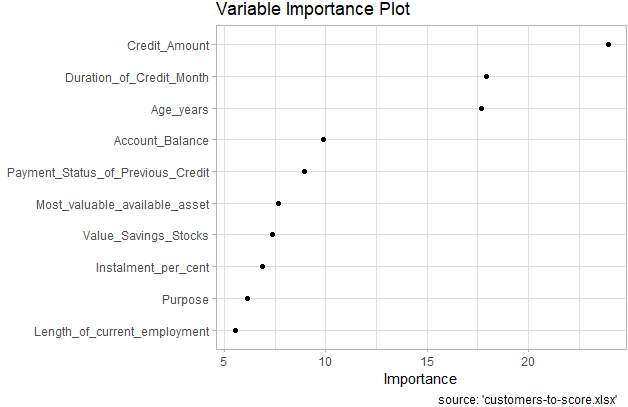 Variable Importance Plot
Credit_Amount
Duration_of_Credit_Month
Age_years
Account_Balance
Payment_Status_of_Previous_Credit
Most_valuable_available_asset
Value_Savings_Stocks
Instalment_per_cent
Purpose
Length_of_current_employment
5 10 15 20
Importance
source: 'customers-to-score.xlsx'